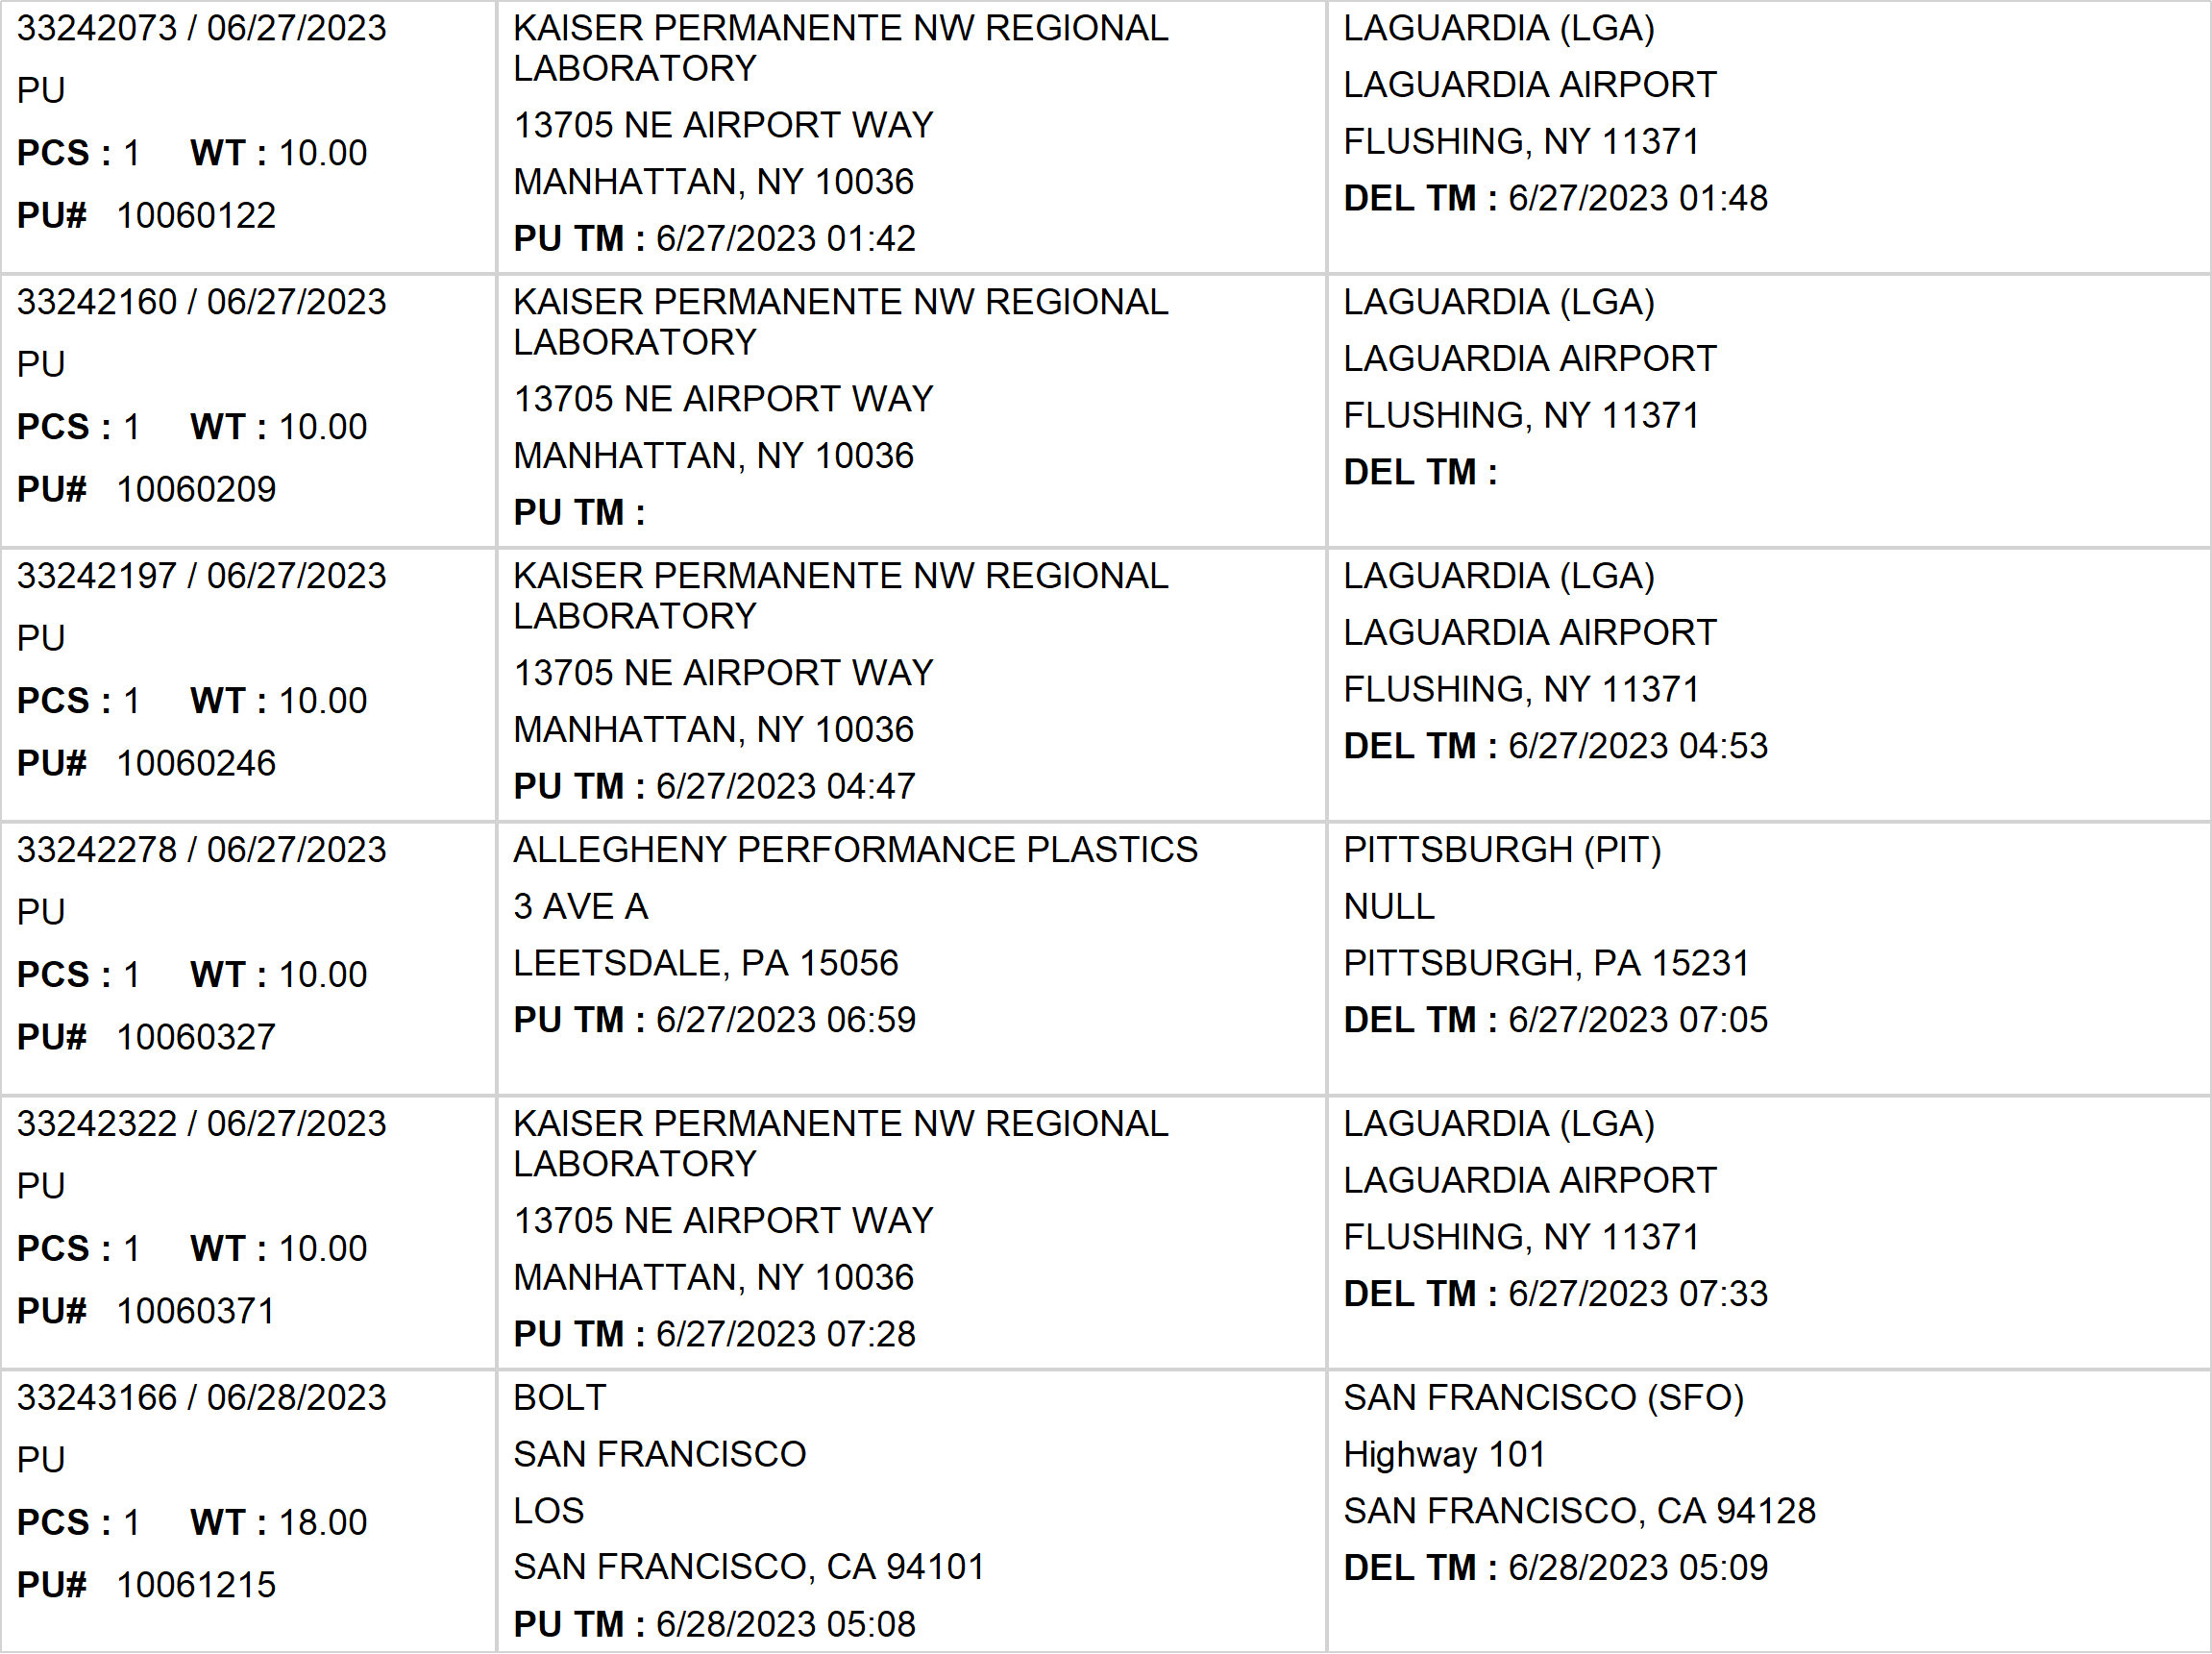 33242073 / 06/27/2023
PU
PCS : 1 WT : 10.00
PU# 10060122
KAISER PERMANENTE NW REGIONAL
LABORATORY
13705 NE AIRPORT WAY
MANHATTAN, NY 10036
PU TM : 6/27/2023 01:42
LAGUARDIA (LGA)
LAGUARDIA AIRPORT
FLUSHING, NY 11371
DEL TM : 6/27/2023 01:48
33242160 / 06/27/2023
PU
PCS : 1 WT : 10.00
PU# 10060209
KAISER PERMANENTE NW REGIONAL
LABORATORY
13705 NE AIRPORT WAY
MANHATTAN, NY 10036
PU TM :
LAGUARDIA (LGA)
LAGUARDIA AIRPORT
FLUSHING, NY 11371
DEL TM :
33242197 / 06/27/2023
PU
PCS : 1 WT : 10.00
PU# 10060246
KAISER PERMANENTE NW REGIONAL
LABORATORY
13705 NE AIRPORT WAY
MANHATTAN, NY 10036
PU TM : 6/27/2023 04:47
LAGUARDIA (LGA)
LAGUARDIA AIRPORT
FLUSHING, NY 11371
DEL TM : 6/27/2023 04:53
33242278 / 06/27/2023
PU
PCS : 1 WT : 10.00
PU# 10060327
ALLEGHENY PERFORMANCE PLASTICS
3 AVE A
LEETSDALE, PA 15056
PU TM : 6/27/2023 06:59
PITTSBURGH (PIT)
NULL
PITTSBURGH, PA 15231
DEL TM : 6/27/2023 07:05
33242322 / 06/27/2023
PU
PCS : 1 WT : 10.00
PU# 10060371
KAISER PERMANENTE NW REGIONAL
LABORATORY
13705 NE AIRPORT WAY
MANHATTAN, NY 10036
PU TM : 6/27/2023 07:28
LAGUARDIA (LGA)
LAGUARDIA AIRPORT
FLUSHING, NY 11371
DEL TM : 6/27/2023 07:33
33243166 / 06/28/2023
PU
PCS : 1 WT : 18.00
PU# 10061215
BOLT
SAN FRANCISCO
LOS
SAN FRANCISCO, CA 94101
PU TM : 6/28/2023 05:08
SAN FRANCISCO (SFO)
Highway 101
SAN FRANCISCO, CA 94128
DEL TM : 6/28/2023 05:09